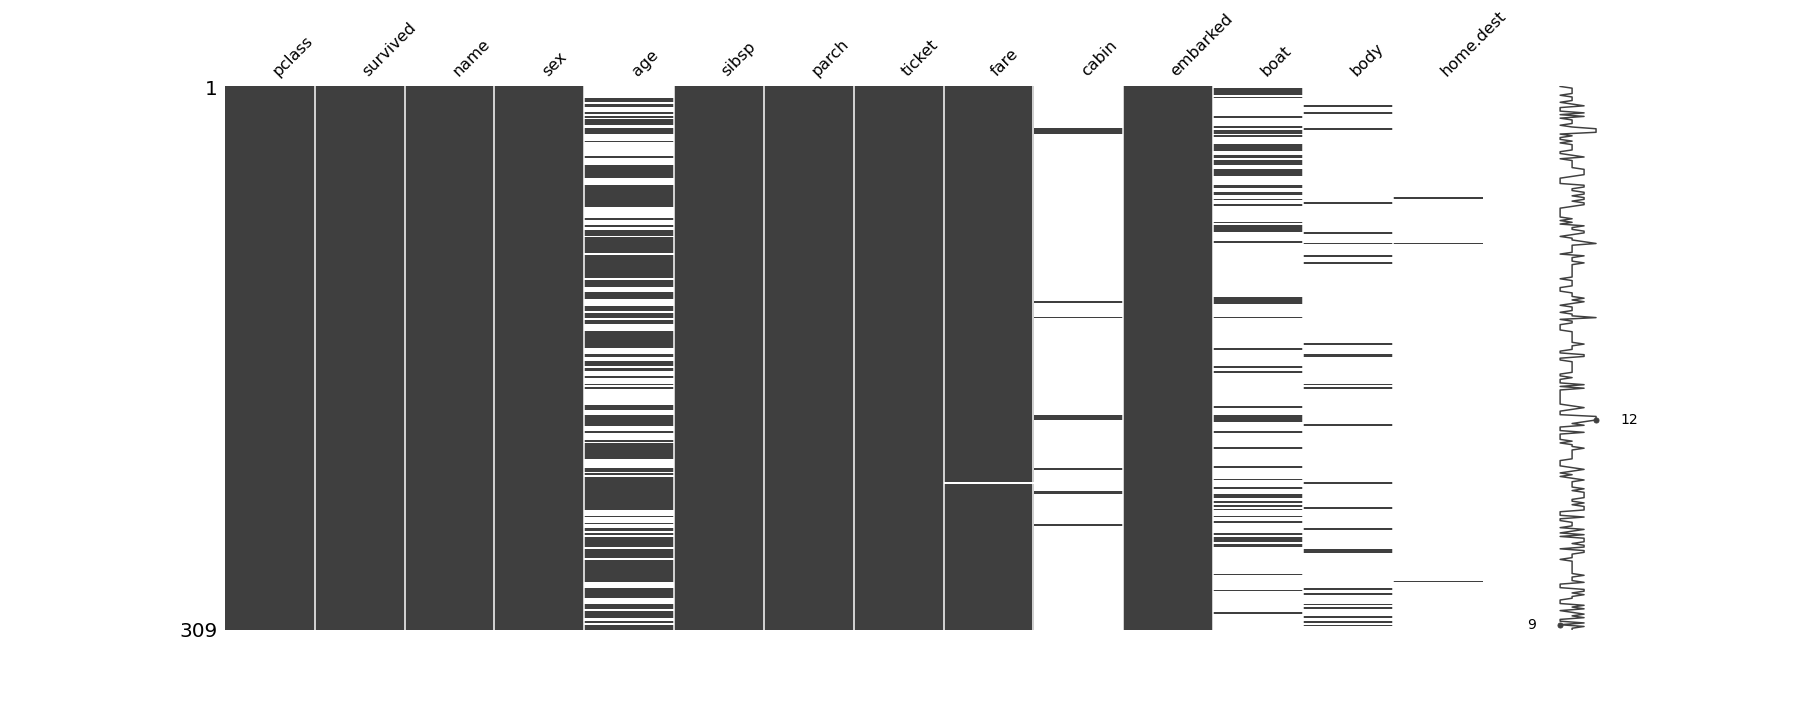 pclass survived name sex age sibsp parch ticket fare cabin embarked boat body home.dest
1
12
9
309